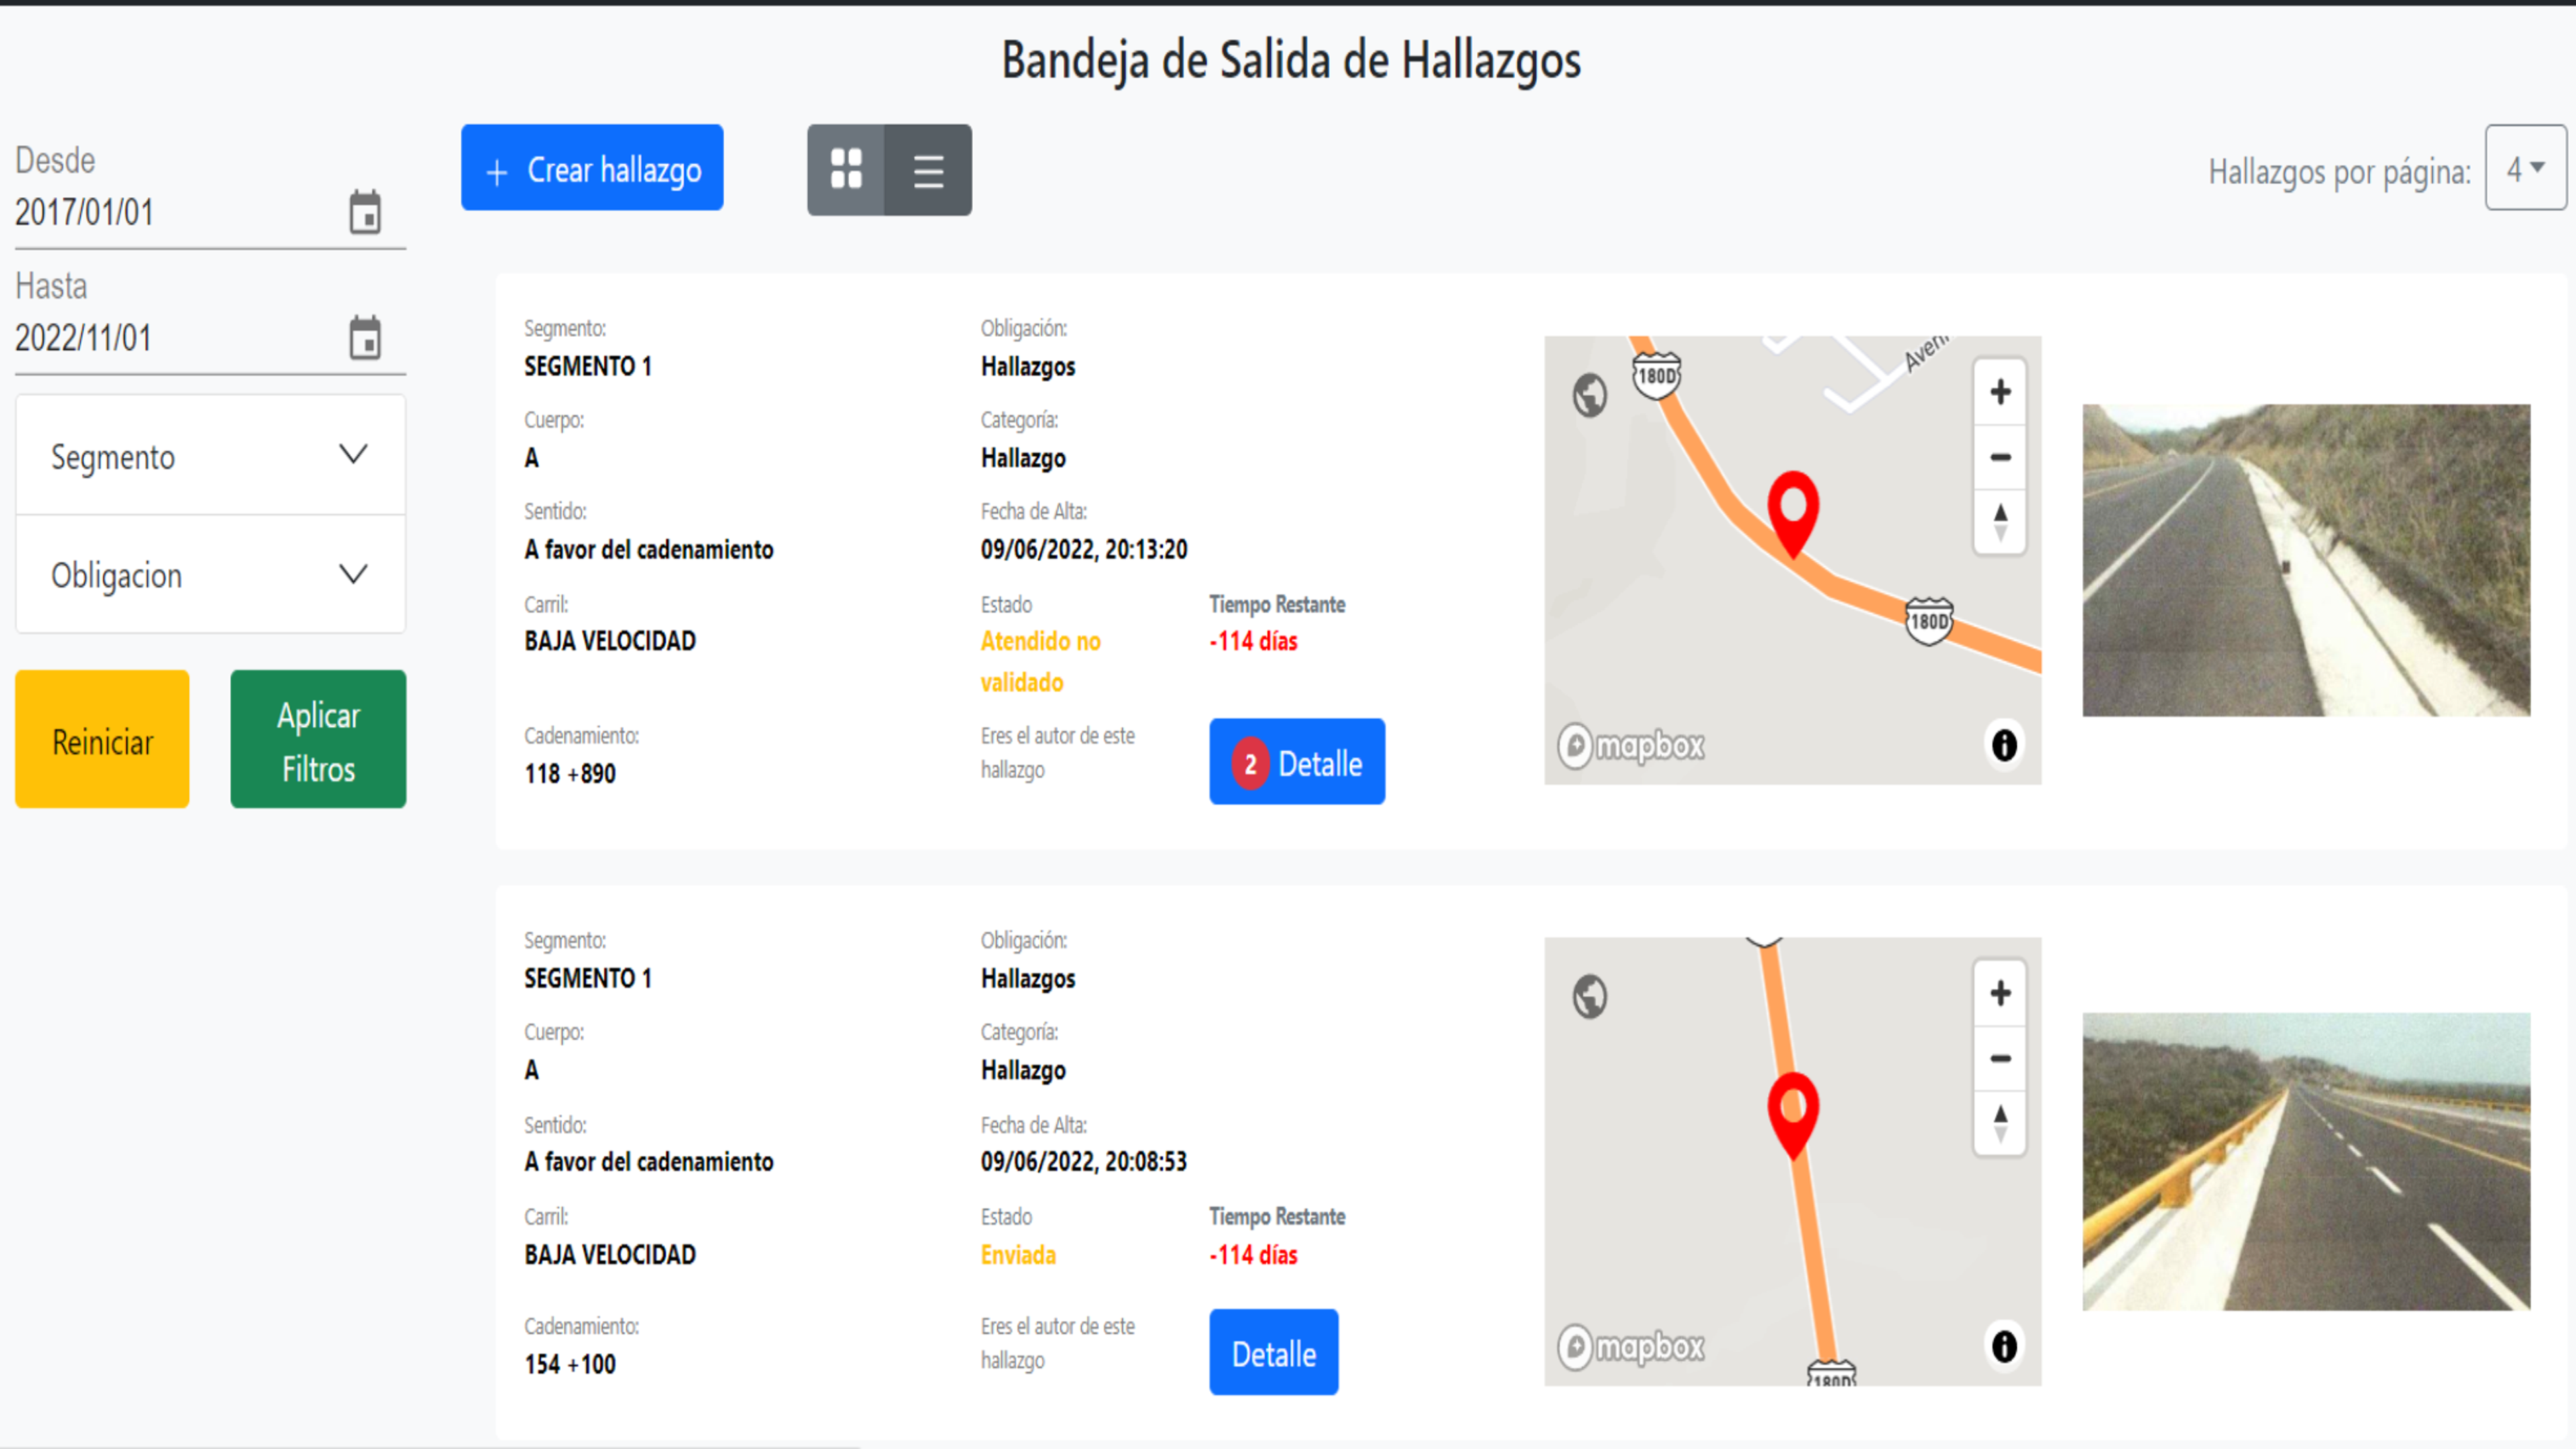 Bandeja de Salida de Hallazgos
Desde
2017/01/01
Hasta
2022/11/01
Segmento
Obligacion
Reiniciar
Aplicar
Filtros
+ Crear hallazgo
Hallazgos por página:
4
Segmento:
SEGMENTO 1
Cuerpo:
A
Sentido:
A favor del cadenamiento
Carril:
BAJA VELOCIDAD
Cadenamiento:
118 +890
Obligación:
Hallazgos
Categoría:
Hallazgo
Fecha de Alta:
09/06/2022, 20:13:20
Estado
Atendido no
validado
Tiempo Restante
-114 días
Eres el autor de este
hallazgo
2 Detalle
180D
180D
mapbox
Segmento:
SEGMENTO 1
Cuerpo:
A
Sentido:
A favor del cadenamiento
Carril:
BAJA VELOCIDAD
Cadenamiento:
154 +100
Obligación:
Hallazgos
Categoría:
Hallazgo
Fecha de Alta:
09/06/2022, 20:08:53
Estado
Enviada
Tiempo Restante
-114 días
Eres el autor de este
hallazgo
Detalle
180D
mapbox